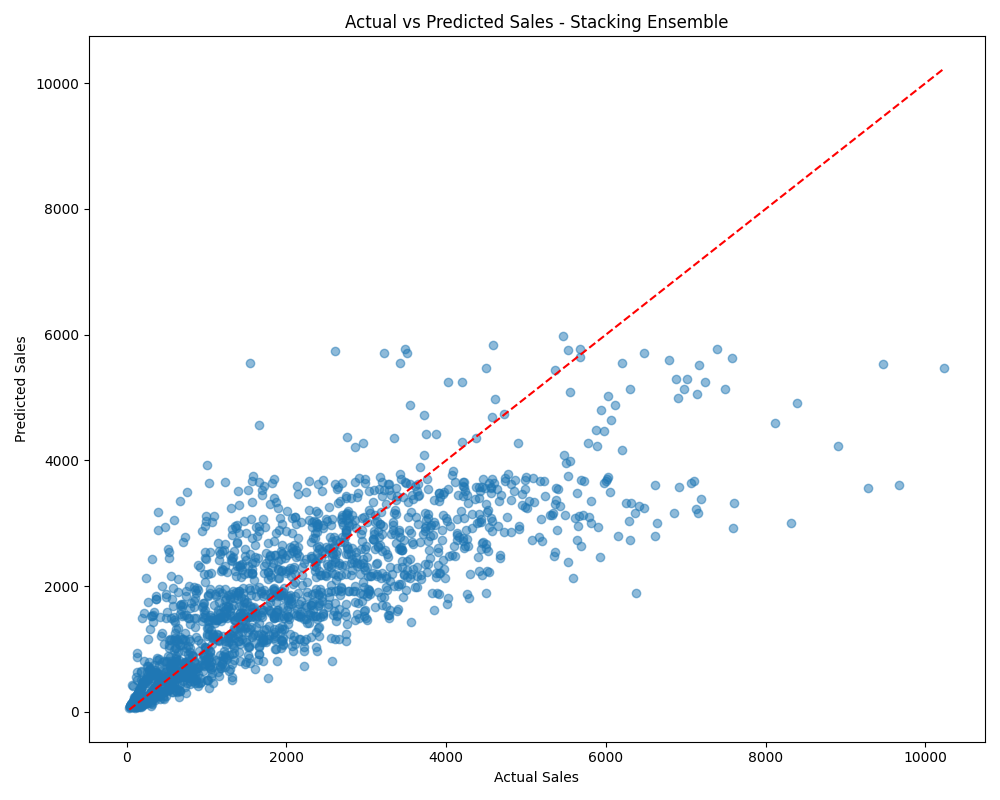 Actual vs Predicted Sales - Stacking Ensemble
10000
8000
6000
4000
2000
0
Predicted Sales
0 2000 4000 6000 8000 10000
Actual Sales